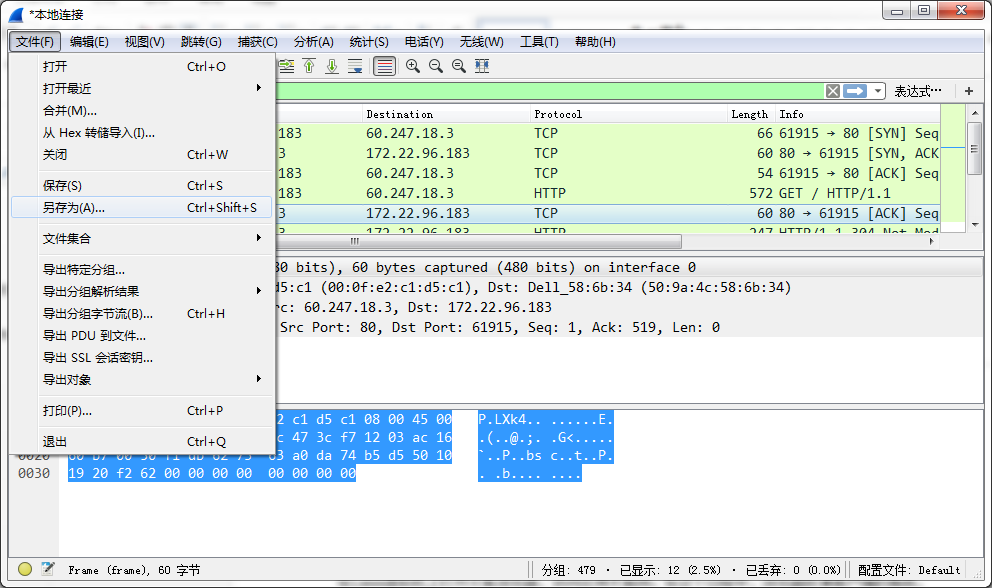 *本地连接
文件(F) 编辑(E) 视图(V) 跳转(G) 捕获(C) 分析(A) 统计(S) 电话(Y) 无线(W) 工具(T) 帮助(H)
打开 Ctrl+O
打开最近
合并(M)...
从 Hex 转储导入(I)...
关闭 Ctrl+W
保存(S) Ctrl+S
另存为(A)... Ctrl+Shift+S
文件集合
导出特定分组...
导出分组解析结果
导出分组字节流(B)... Ctrl+H
导出 PDU 到文件...
导出 SSL 会话密钥...
导出对象
打印(P)... Ctrl+P
退出 Ctrl+Q
表达式… +
Destination Protocol Length Info
183 60.247.18.3 TCP 66 61915 → 80 [SYN] Seq
3 172.22.96.183 TCP 60 80 → 61915 [SYN, ACK
183 60.247.18.3 TCP 54 61915 → 80 [ACK] Seq
183 60.247.18.3 HTTP 572 GET / HTTP/1.1
3 172.22.96.183 TCP 60 80 → 61915 [ACK] Seq
172.22.96.183 HTTP 247 HTTP/1.1 304 Not Mod
80 bits), 60 bytes captured (480 bits) on interface 0
d5:c1 (00:0f:e2:c1:d5:c1), Dst: Dell_58:6b:34 (50:9a:4c:58:6b:34)
rc: 60.247.18.3, Dst: 172.22.96.183
Src Port: 80, Dst Port: 61915, Seq: 1, Ack: 519, Len: 0
2 c1 d5 c1 08 00 45 00 P.LXk4.. ......E.
c 47 3c f7 12 03 ac 16 .(..@.;. .G<.....
0020 60 b7 00 50 f1 db 62 73 63 a0 da 74 b5 d5 50 10 `..P..bs c..t..P.
0030 19 20 f2 62 00 00 00 00 00 00 00 00 . .b.... ....
Frame (frame), 60 字节 分组: 479 · 已显示: 12 (2.5%) · 已丢弃: 0 (0.0%) 配置文件: Default